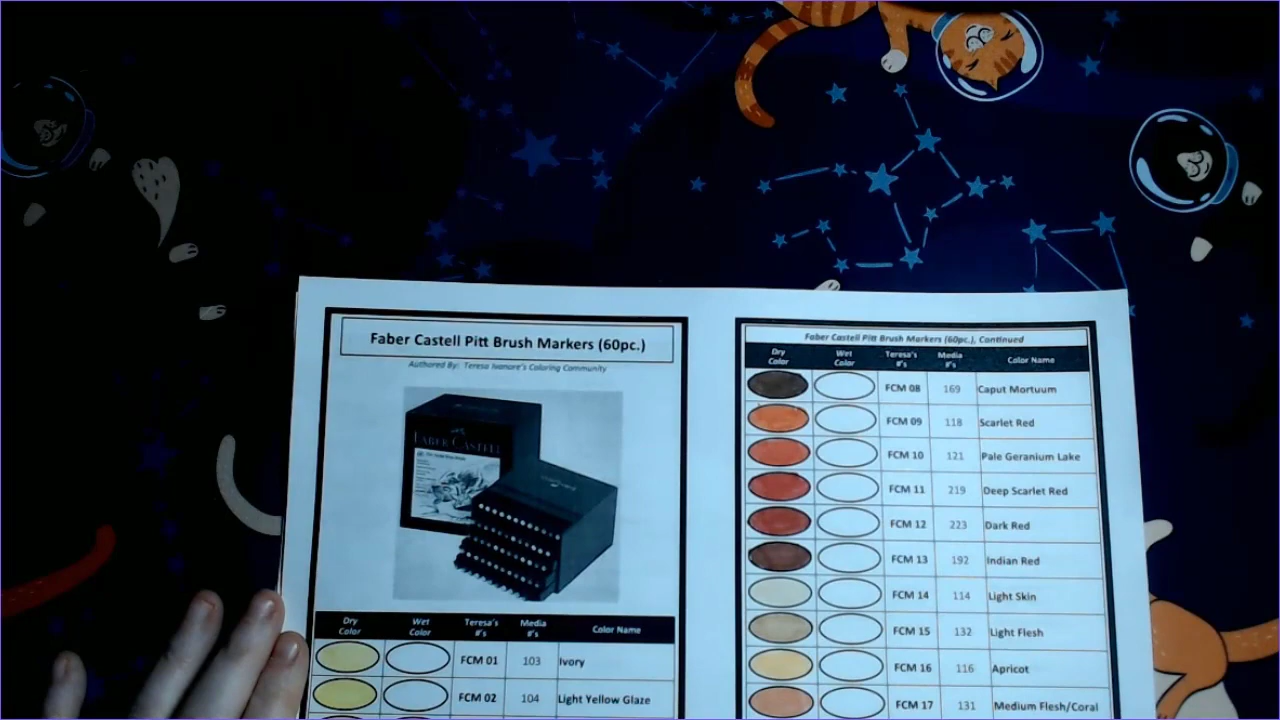 Faber Castell Pitt Brush Markers (60pc.)
Authored By: Teresa Ivanore's Coloring Community
FABER CASTELL
Dry Color Wet Color Teresa's #'s Media #'s Color Name
FCM 01 103 Ivory
FCM 02 104 Light Yellow Glaze
Faber Castell Pitt Brush Markers (60pc.), Continued
Dry Color Wet Color Teresa's #'s Media #'s Color Name
FCM 08 169 Caput Mortuum
FCM 09 118 Scarlet Red
FCM 10 121 Pale Geranium Lake
FCM 11 219 Deep Scarlet Red
FCM 12 223 Dark Red
FCM 13 192 Indian Red
FCM 14 114 Light Skin
FCM 15 132 Light Flesh
FCM 16 116 Apricot
FCM 17 131 Medium Flesh/Coral